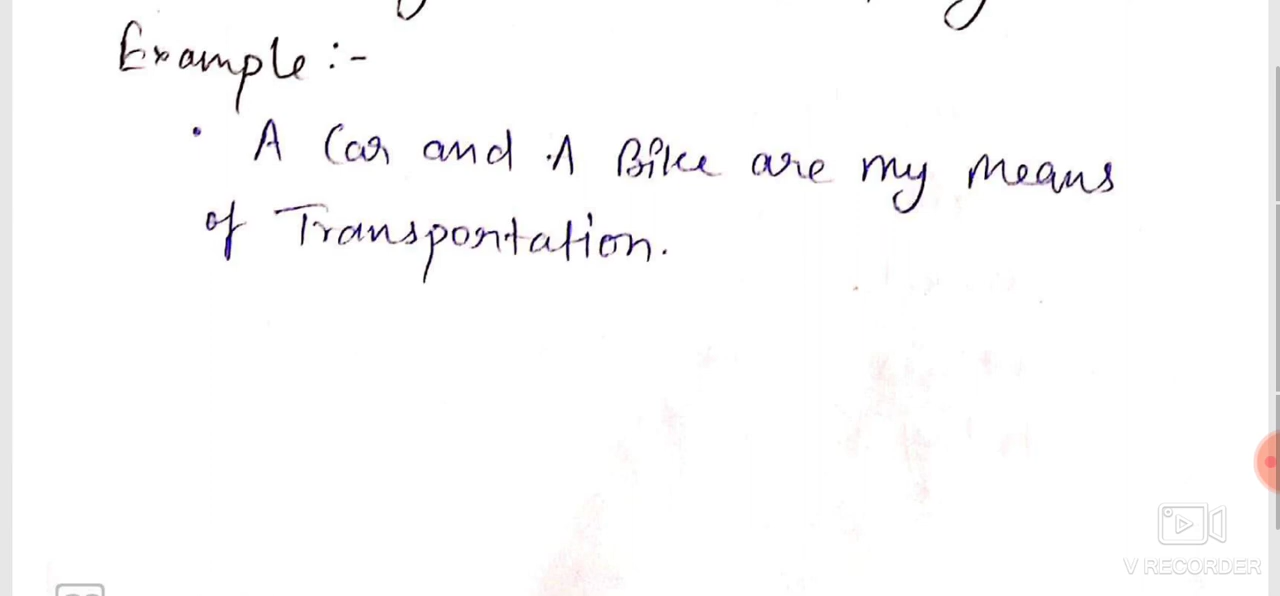 Example :-
· A Car and A Bike are my Means
of Transportation.
V RECORDER